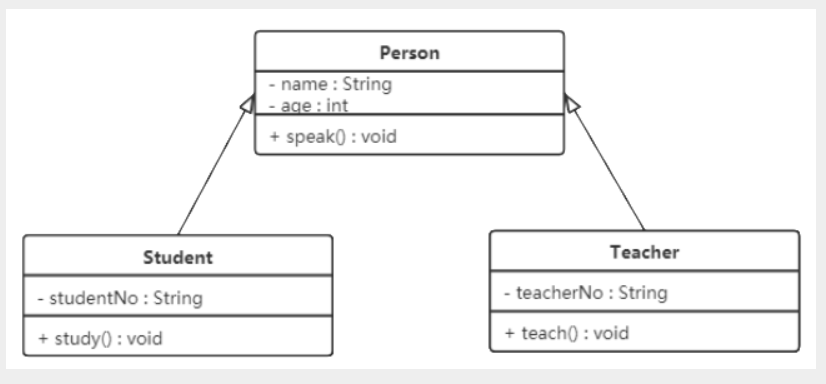 Person
- name : String
- age : int
+ speak() : void
Student
- studentNo : String
+ study() : void
Teacher
- teacherNo : String
+ teach() : void